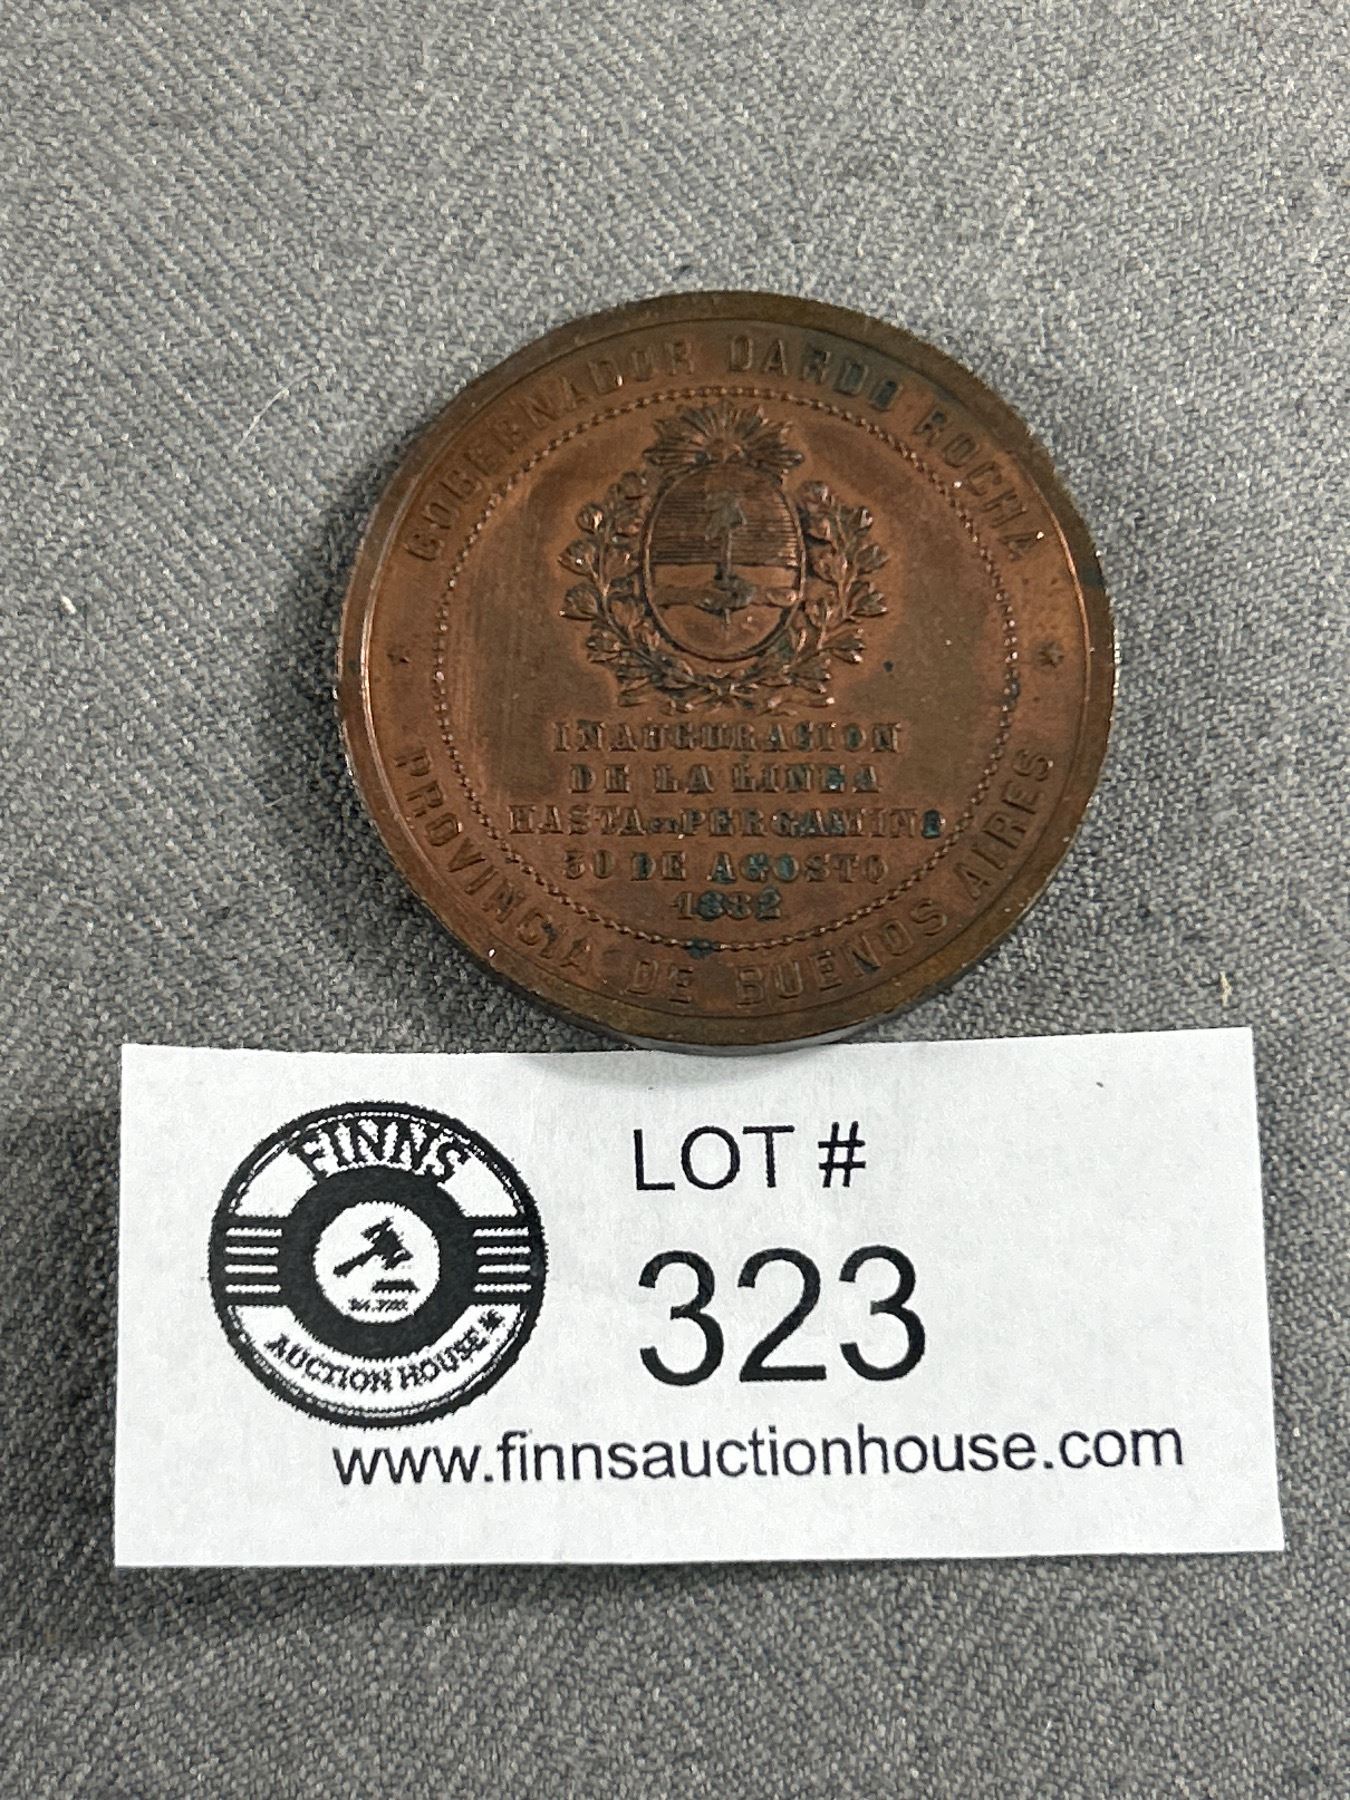 GOBERNADOR DARDO ROCHA
INAUGURACION
DE LA LINEA
HASTA PERGAMINO
30 DE AGOSTO
1882
PROVINCIA DE BUENOS AIRES
FINNS
AUCTION HOUSE
LOT #
323
www.finnsauctionhouse.com